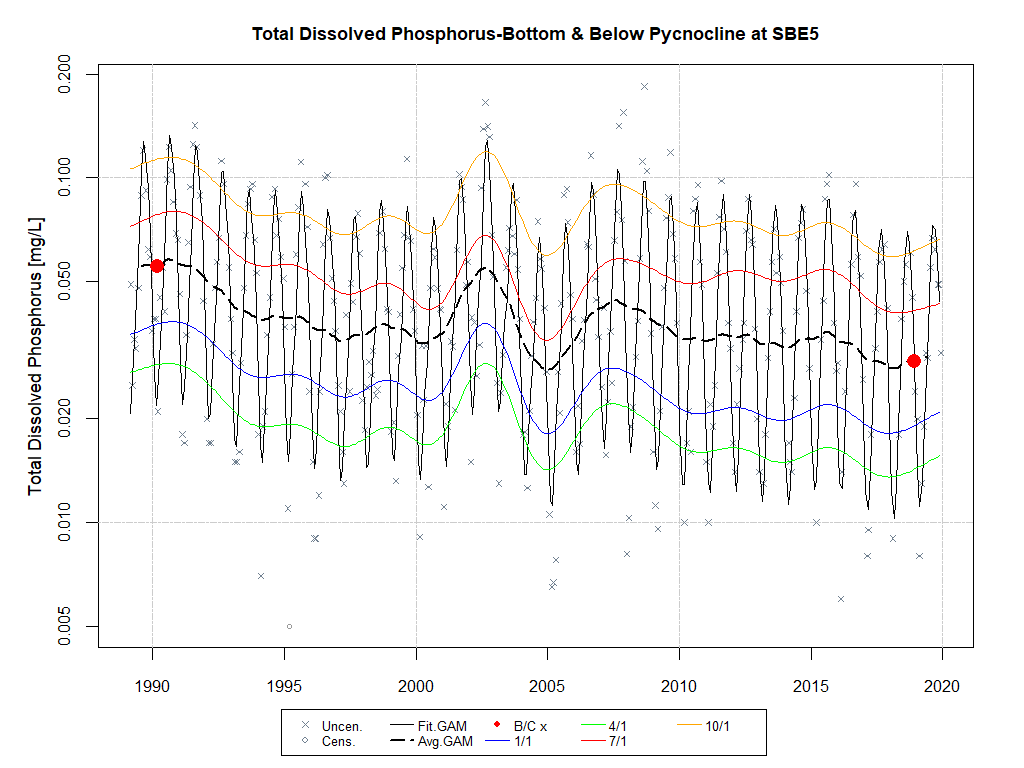 Total Dissolved Phosphorus-Bottom & Below Pycnocline at SBE5
Total Dissolved Phosphorus [mg/L]
0.200
0.100
0.050
0.020
0.010
0.005
1990 1995 2000 2005 2010 2015 2020
Uncen. Fit.GAM B/C x 4/1 10/1
Cens. Avg.GAM 1/1 7/1